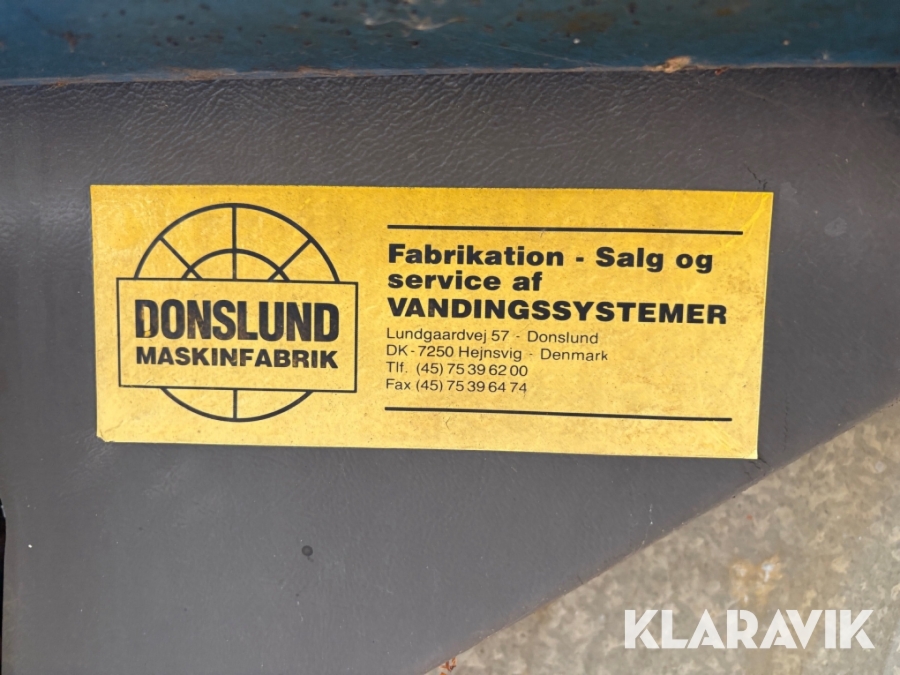 DONSLUND
MASKINFABRIK
Fabrikation - Salg og
service af
VANDINGSSYSTEMER
Lundgaardvej 57 - Donslund
DK-7250 Hejnsvig - Denmark
Tlf. (45) 75 39 62 00
Fax (45) 75 39 64 74
KLARAVIK